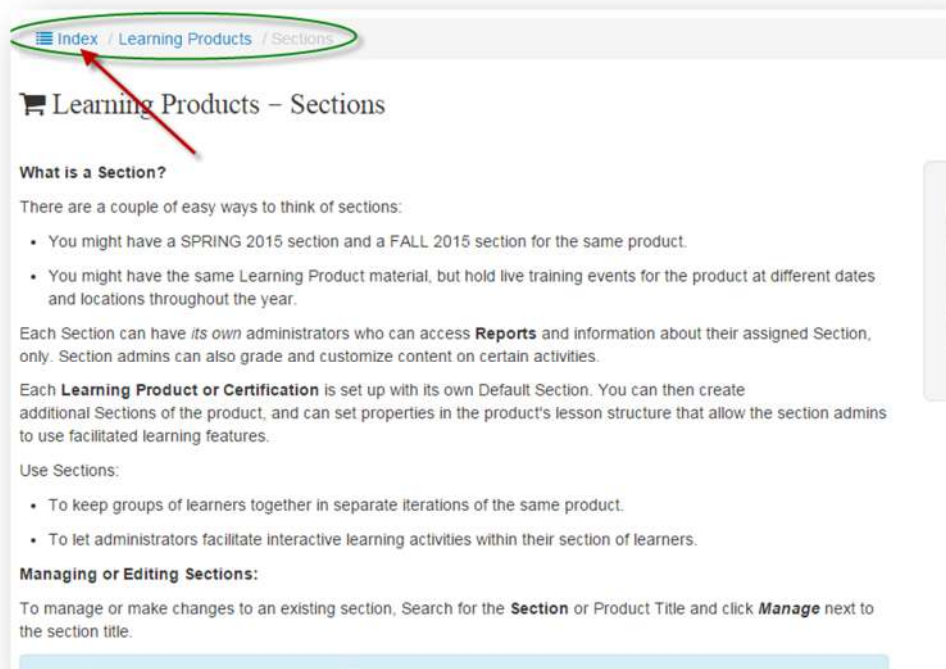 Index / Learning Products / Sections
Learning Products – Sections
What is a Section?
There are a couple of easy ways to think of sections:
• You might have a SPRING 2015 section and a FALL 2015 section for the same product.
• You might have the same Learning Product material, but hold live training events for the product at different dates
and locations throughout the year.
Each Section can have its own administrators who can access Reports and information about their assigned Section,
only. Section admins can also grade and customize content on certain activities.
Each Learning Product or Certification is set up with its own Default Section. You can then create
additional Sections of the product, and can set properties in the product's lesson structure that allow the section admins
to use facilitated learning features.
Use Sections:
• To keep groups of learners together in separate iterations of the same product.
• To let administrators facilitate interactive learning activities within their section of learners.
Managing or Editing Sections:
To manage or make changes to an existing section, Search for the Section or Product Title and click Manage next to
the section title.